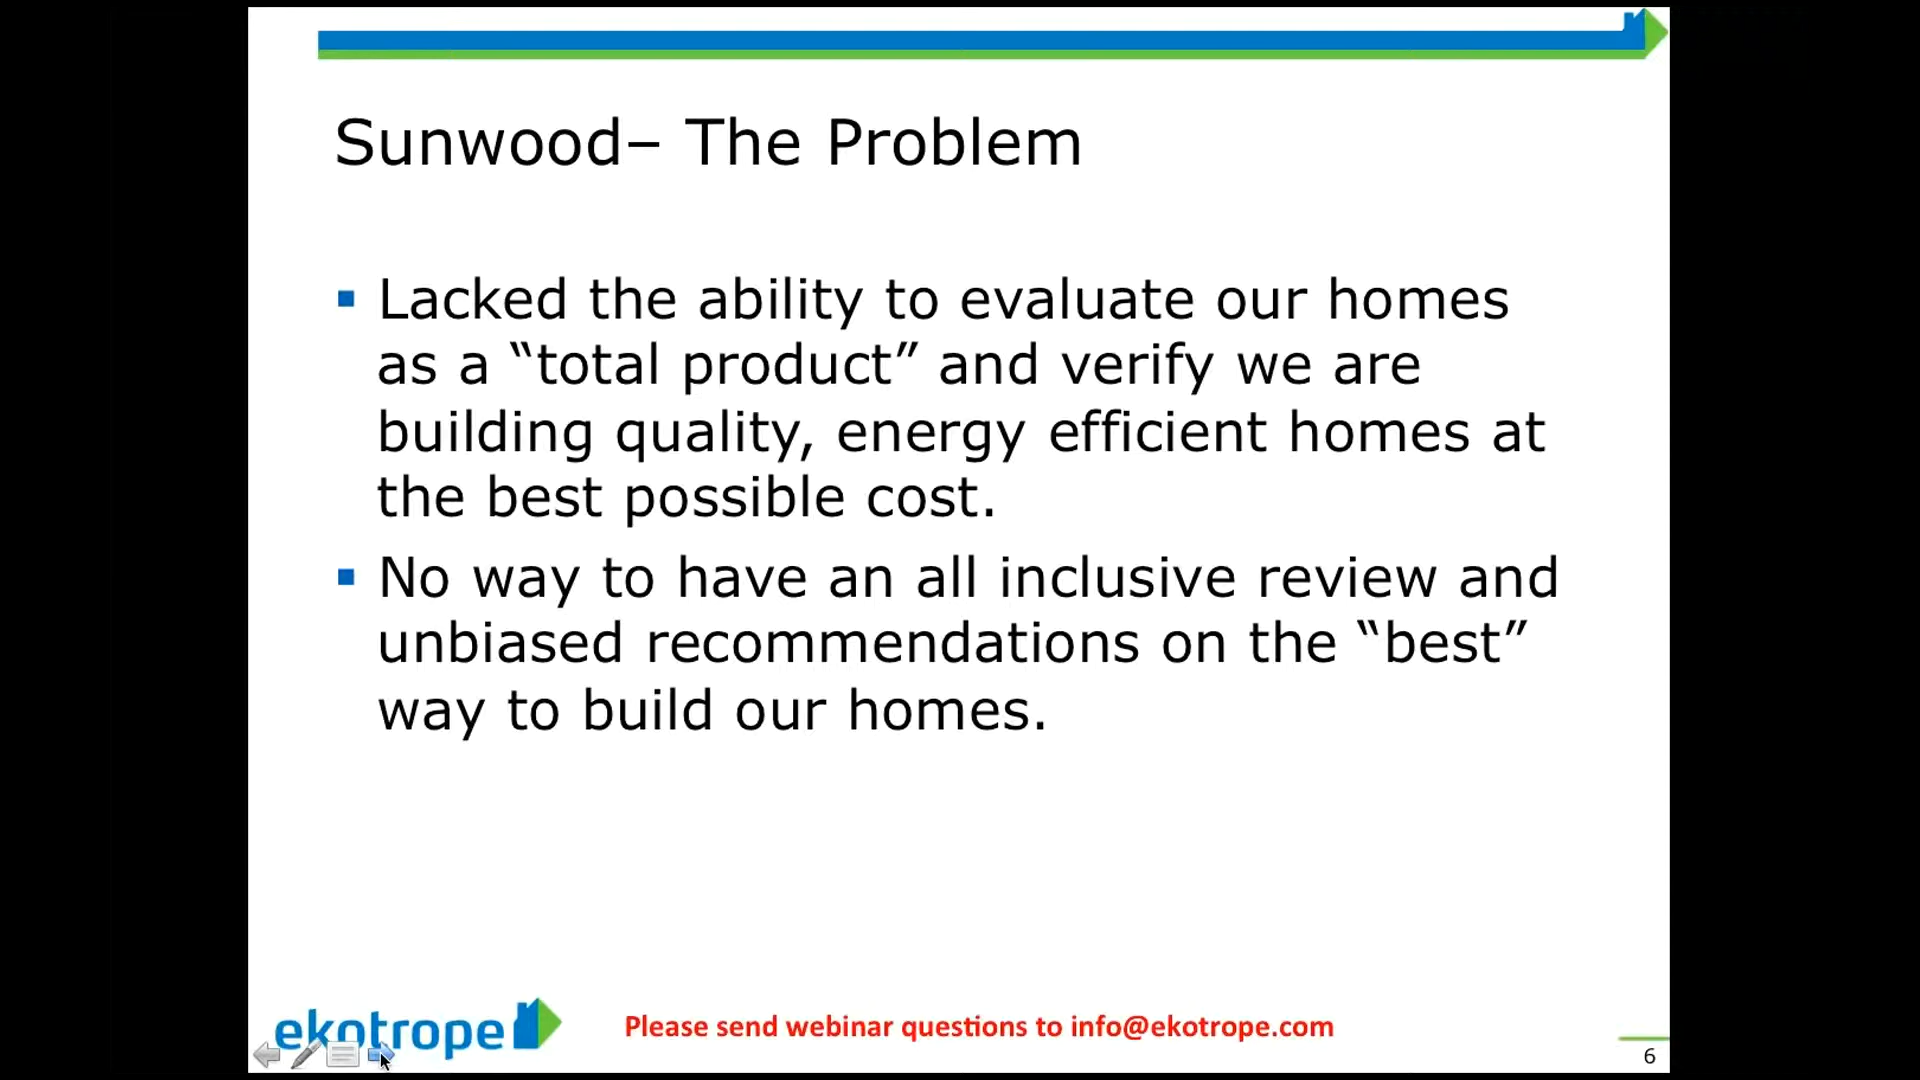 Sunwood– The Problem
Lacked the ability to evaluate our homes
as a “total product” and verify we are
building quality, energy efficient homes at
the best possible cost.
No way to have an all inclusive review and
unbiased recommendations on the “best”
way to build our homes.
ekotrope
Please send webinar questions to info@ekotrope.com
6